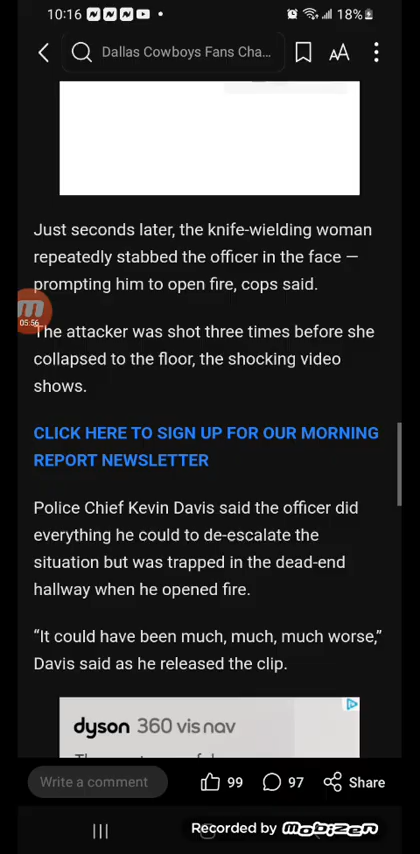 10:16
18%
Dallas Cowboys Fans Cha...
AA
Just seconds later, the knife-wielding woman
repeatedly stabbed the officer in the face —
prompting him to open fire, cops said.
05:56
The attacker was shot three times before she
collapsed to the floor, the shocking video
shows.
CLICK HERE TO SIGN UP FOR OUR MORNING
REPORT NEWSLETTER
Police Chief Kevin Davis said the officer did
everything he could to de-escalate the
situation but was trapped in the dead-end
hallway when he opened fire.
“It could have been much, much, much worse,”
Davis said as he released the clip.
dyson 360 vis nav
Write a comment
99
97
Share
Recorded by mobizen